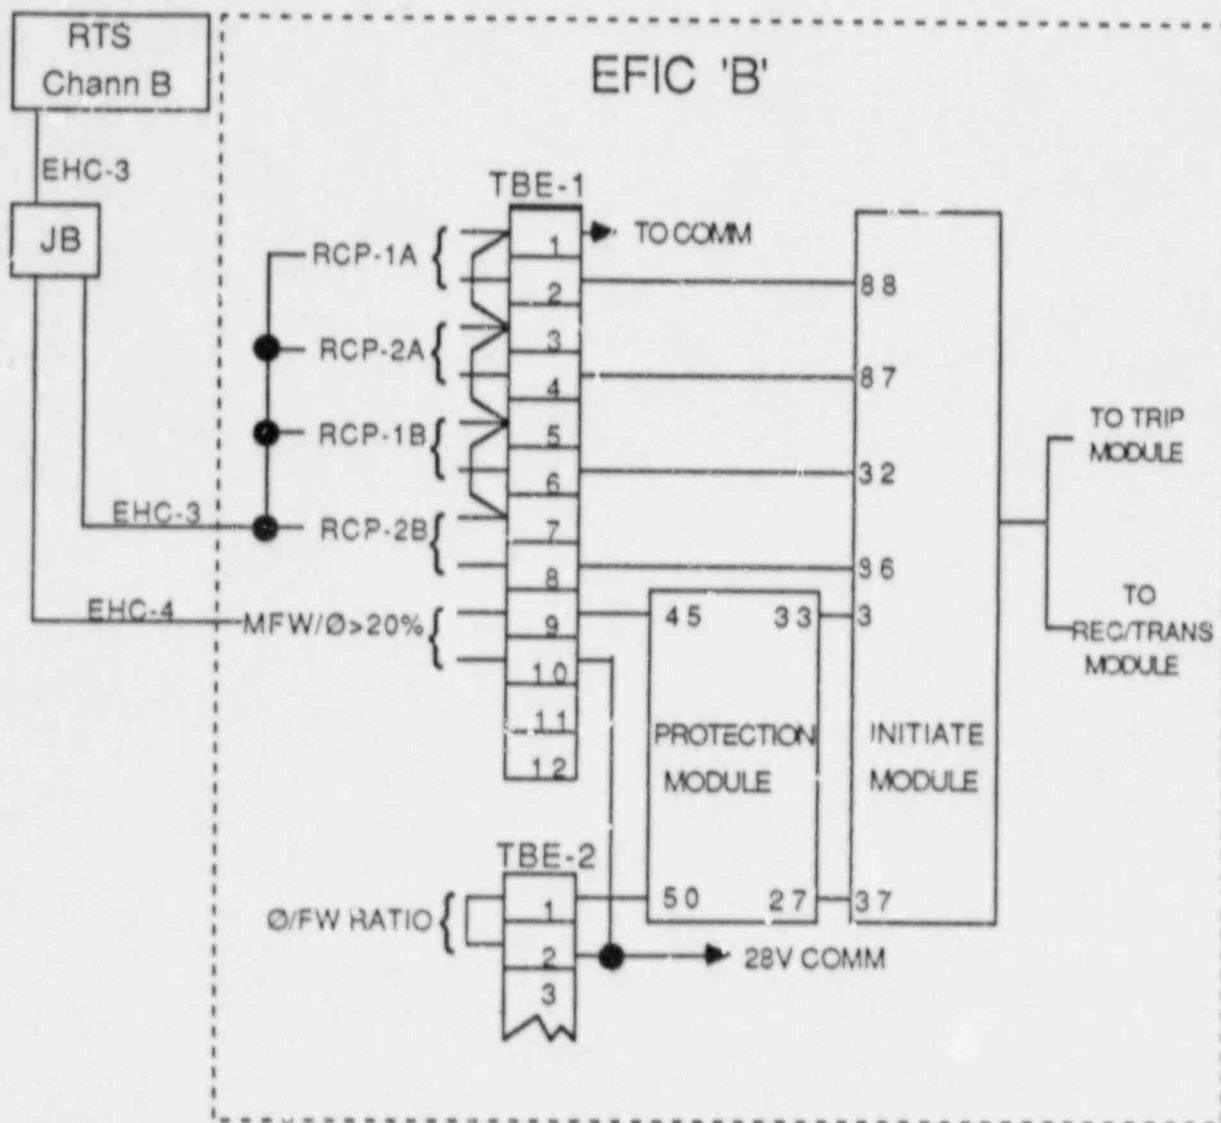 RTS
Chann B
EFIC 'B'
EHC-3
JB
TBE-1
RCP-1A
1
TO COMM
2
88
RCP-2A
3
4
87
RCP-1B
5
6
32
TO TRIP
MODULE
EHC-3
RCP-2B
7
8
36
EHC-4
MFW/Ø>20%
9
45
33
3
TO
REC/TRANS
MODULE
10
11
12
PROTECTION
MODULE
INITIATE
MODULE
TBE-2
Ø/FW RATIO
1
50
27
37
2
28V COMM
3